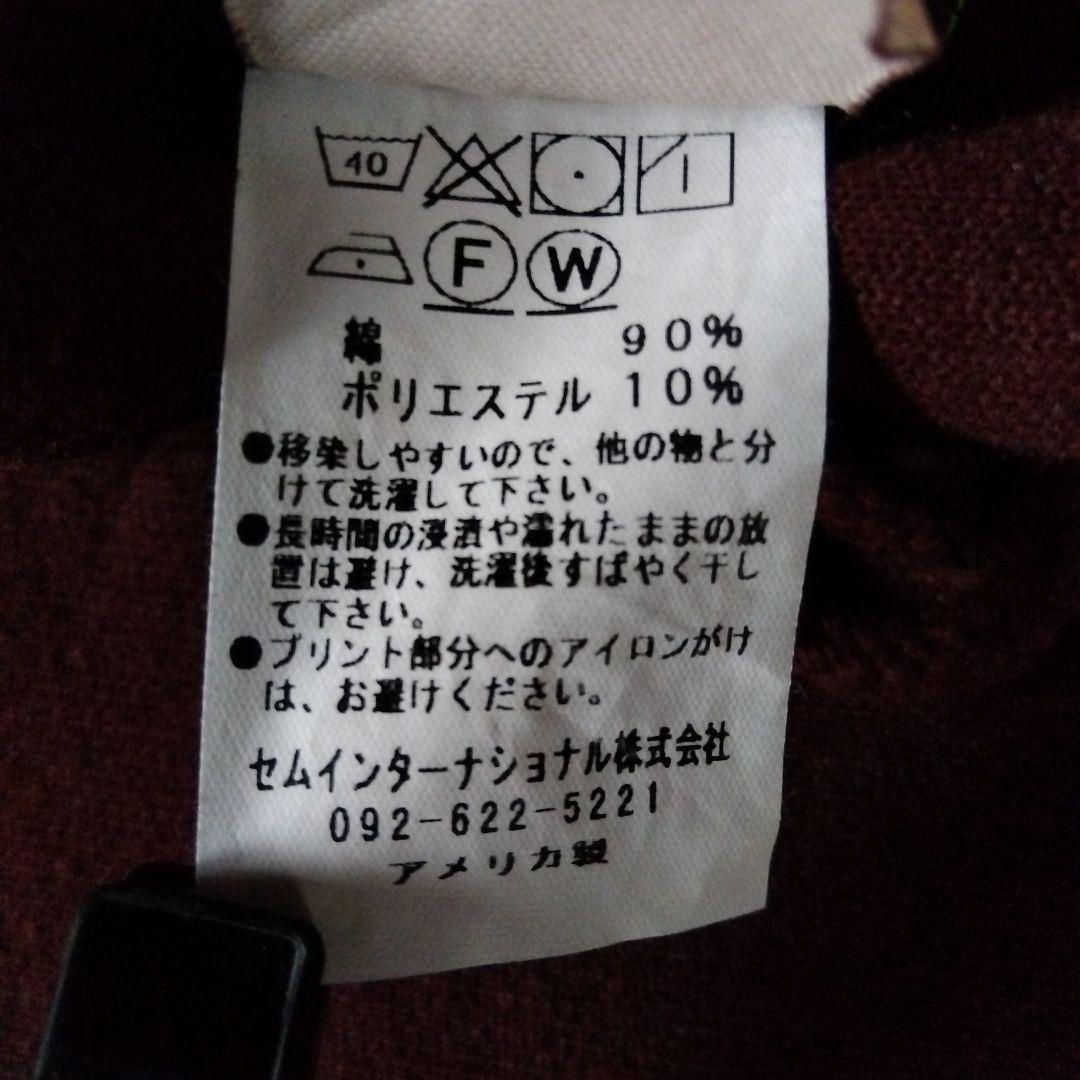 40
F W
綿 90%
ポリエステル 10%
●移染しやすいので、他の物と分
けて洗濯して下さい。
●長時間の浸漬や濡れたままの放
置は避け、洗濯後すばやく干し
て下さい。
●プリント部分へのアイロンがけ
は、お避けください。
セムインターナショナル株式会社
092-622-5221
アメリカ製